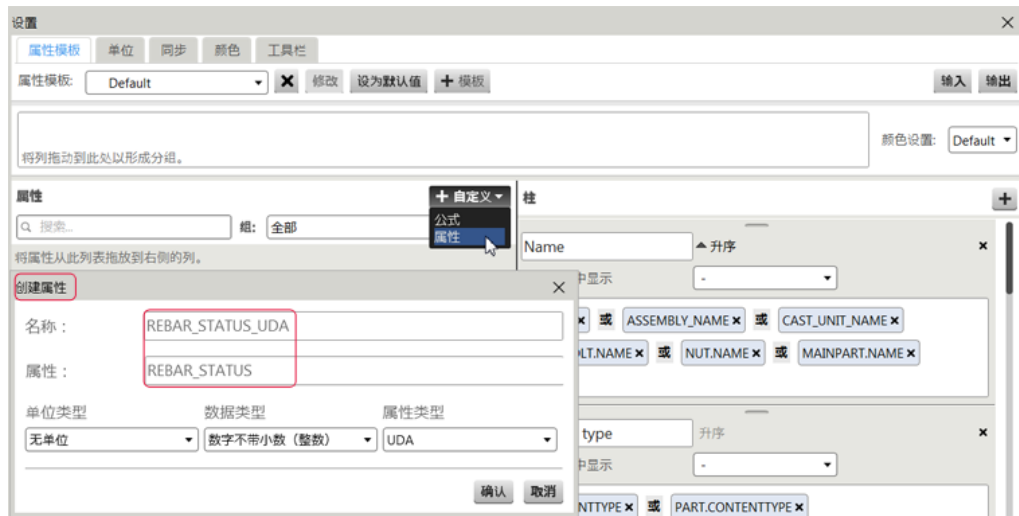 设置
属性模板 单位 同步 颜色 工具栏
属性模板: Default 修改 设为默认值 + 模板 输入 输出
将列拖动到此处以形成分组。
颜色设置: Default
属性
+ 自定义
柱
搜索...
组: 全部
公式
属性
将属性从此列表拖放到右侧的列。
Name 升序
中显示 -
或 ASSEMBLY_NAME 或 CAST_UNIT_NAME
LT.NAME 或 NUT.NAME 或 MAINPART.NAME
type 升序
中显示 -
NTTYPE 或 PART.CONTENTTYPE
创建属性
名称: REBAR_STATUS_UDA
属性: REBAR_STATUS
单位类型 数据类型 属性类型
无单位 数字不带小数（整数） UDA
确认 取消